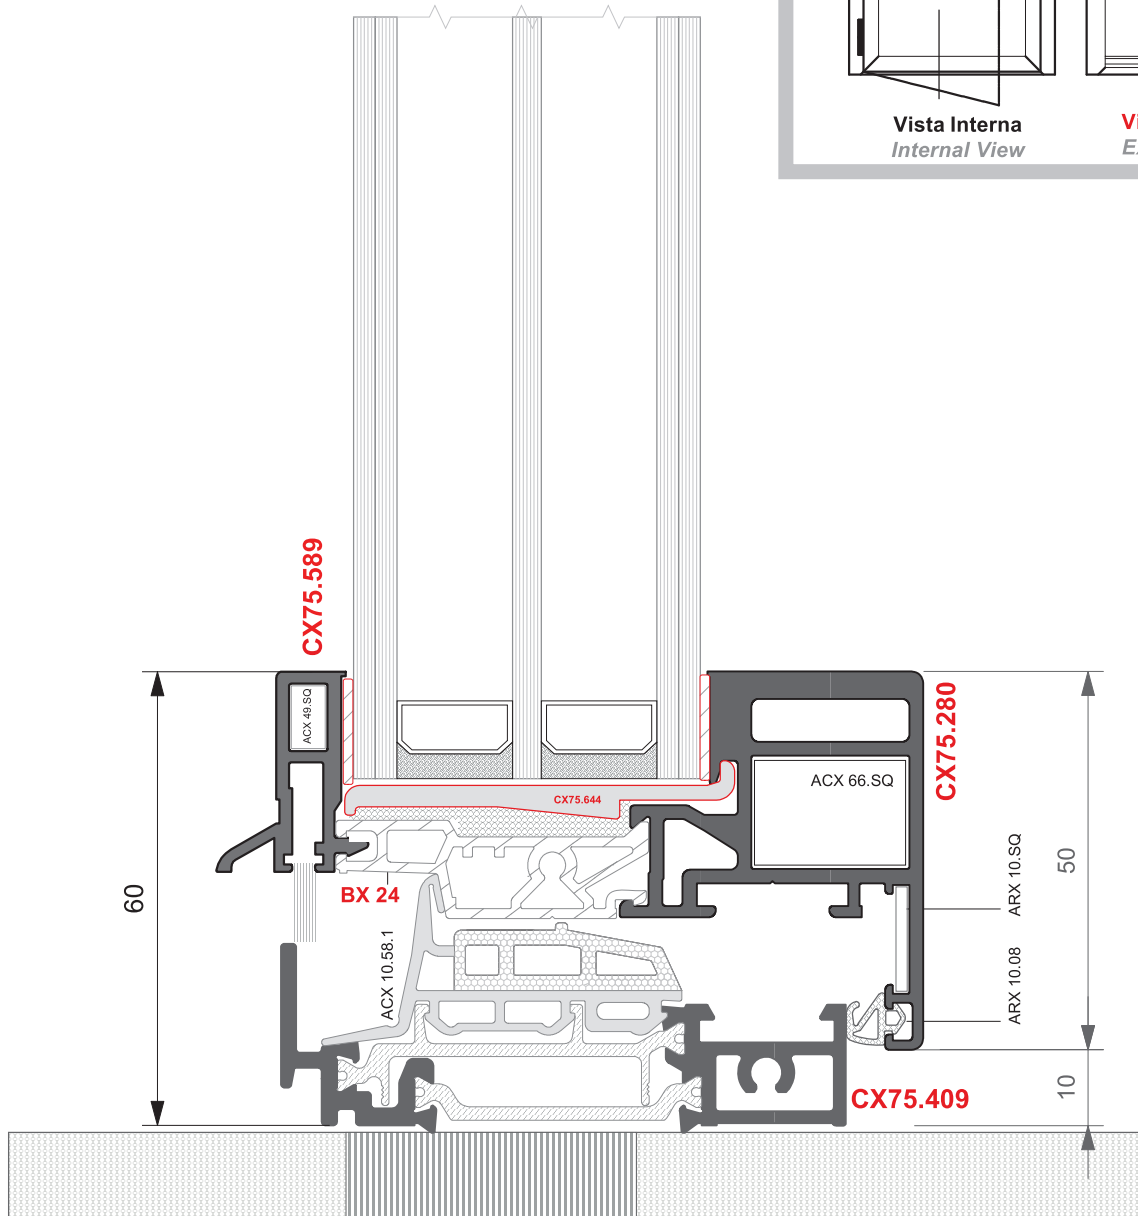 Vista Interna
Internal View
CX75.589
ACX 49.SQ
CX75.644
CX75.280
ACX 66.SQ
60
BX 24
ACX 10.58.1
ARX 10.SQ
50
ARX 10.08
10
CX75.409